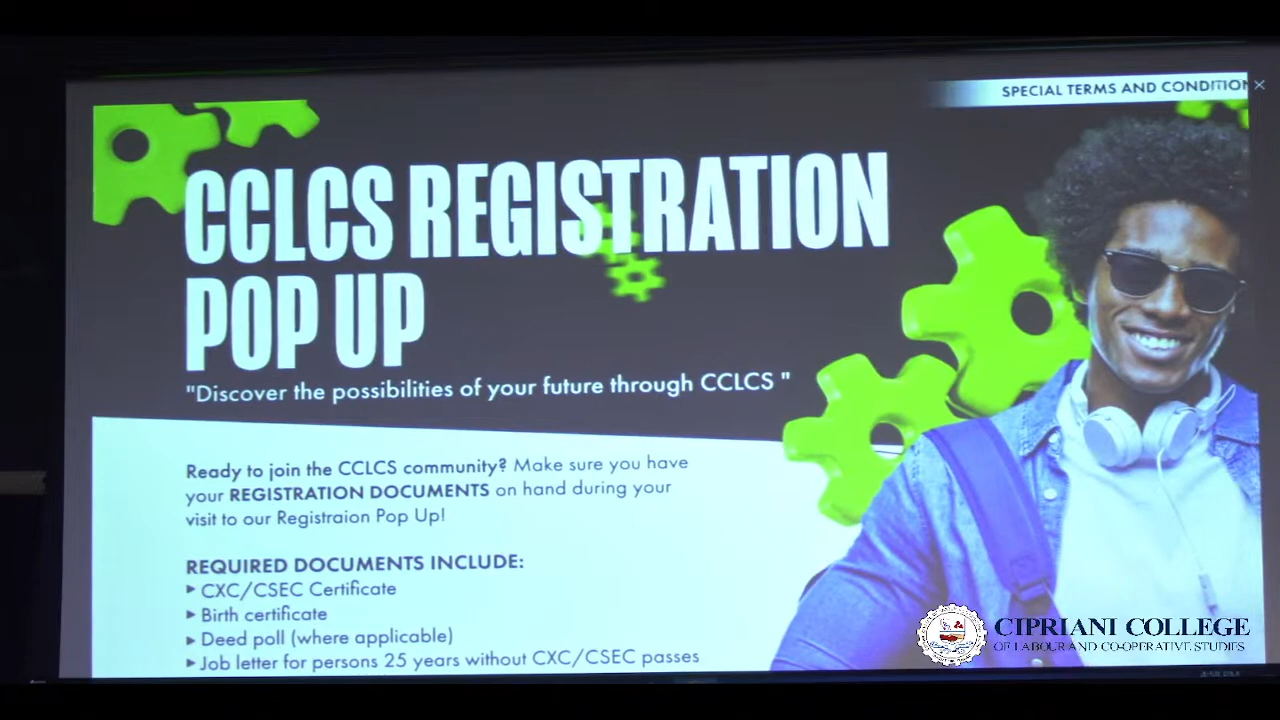 SPECIAL TERMS AND CONDITION
CCLCS REGISTRATION
POP UP
"Discover the possibilities of your future through CCLCS "
Ready to join the CCLCS community? Make sure you have
your REGISTRATION DOCUMENTS on hand during your
visit to our Registraion Pop Up!
REQUIRED DOCUMENTS INCLUDE:
▸ CXC/CSEC Certificate
▸ Birth certificate
▸ Deed poll (where applicable)
▸ Job letter for persons 25 years without CXC/CSEC passes
CIPRIANI COLLEGE
OF LABOUR AND CO-OPERATIVE STUDIES